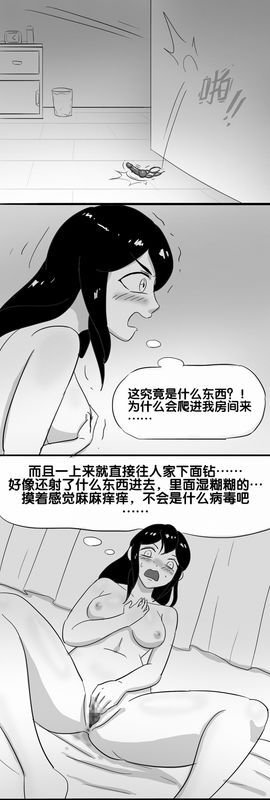 啪!
这究竟是什么东西？！
为什么会爬进我房间来
……
而且一上来就直接往人家下面钻……
好像还射了什么东西进去，里面湿糊糊的…
摸着感觉麻麻痒痒，不会是什么病毒吧
……